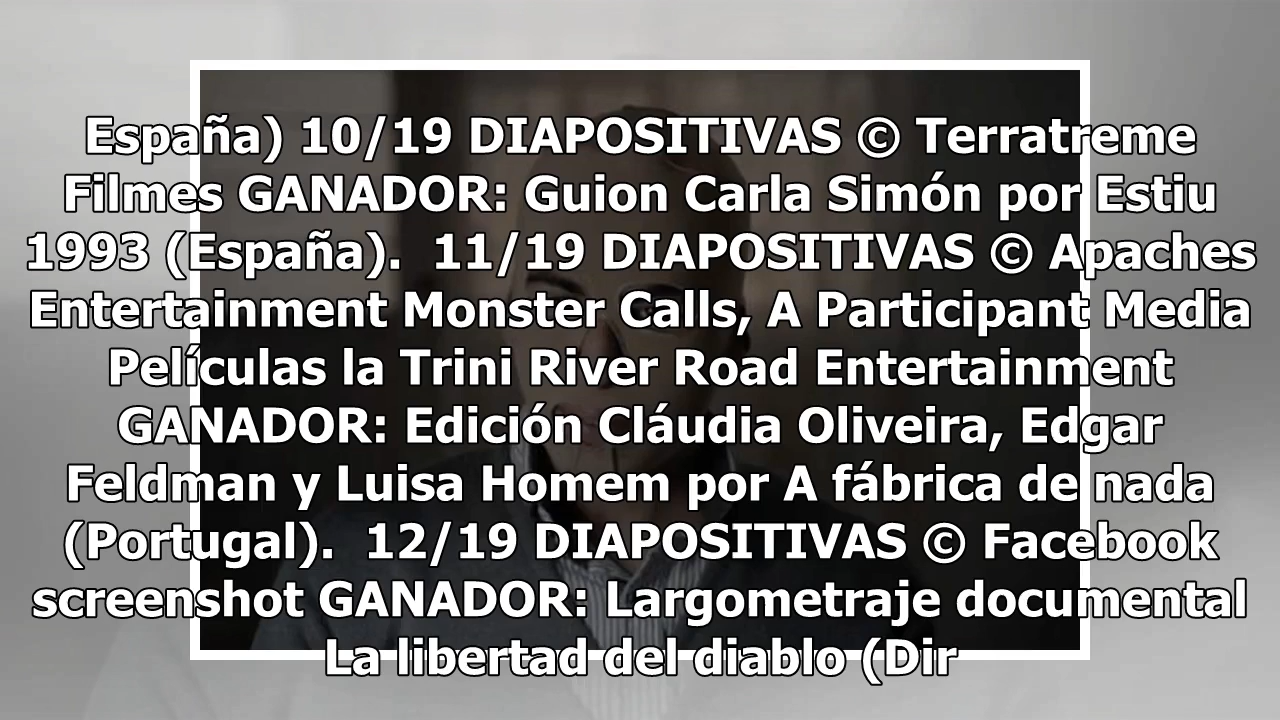 España) 10/19 DIAPOSITIVAS © Terratreme
Filmes GANADOR: Guion Carla Simón por Estiu
1993 (España).  11/19 DIAPOSITIVAS © Apaches
Entertainment Monster Calls, A Participant Media
Películas la Trini River Road Entertainment
GANADOR: Edición Cláudia Oliveira, Edgar
Feldman y Luisa Homem por A fábrica de nada
(Portugal).  12/19 DIAPOSITIVAS © Facebook
screenshot GANADOR: Largometraje documental
La libertad del diablo (Dir